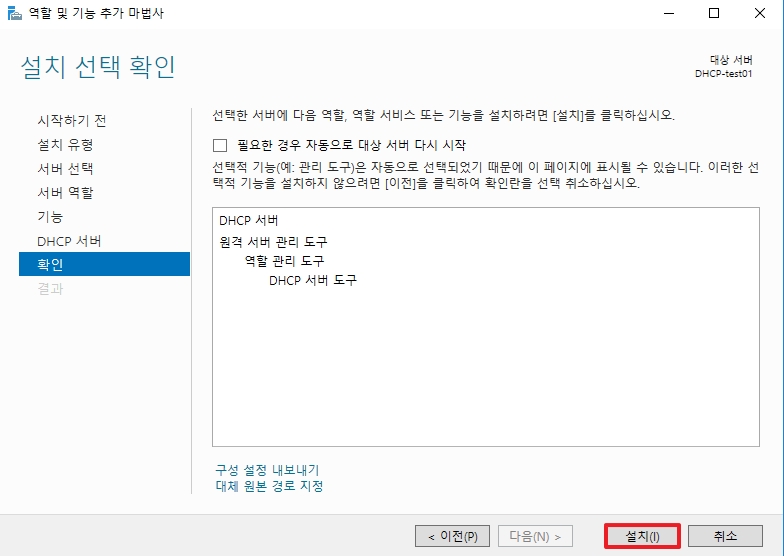 역할 및 기능 추가 마법사
설치 선택 확인
대상 서버
DHCP-test01
시작하기 전
설치 유형
서버 선택
서버 역할
기능
DHCP 서버
확인
결과
선택한 서버에 다음 역할, 역할 서비스 또는 기능을 설치하려면 [설치]를 클릭하십시오.
필요한 경우 자동으로 대상 서버 다시 시작
선택적 기능(예: 관리 도구)은 자동으로 선택되었기 때문에 이 페이지에 표시될 수 있습니다. 이러한 선
택적 기능을 설치하지 않으려면 [이전]을 클릭하여 확인란을 선택 취소하십시오.
DHCP 서버
원격 서버 관리 도구
역할 관리 도구
DHCP 서버 도구
구성 설정 내보내기
대체 원본 경로 지정
< 이전(P)
다음(N) >
설치(I)
취소